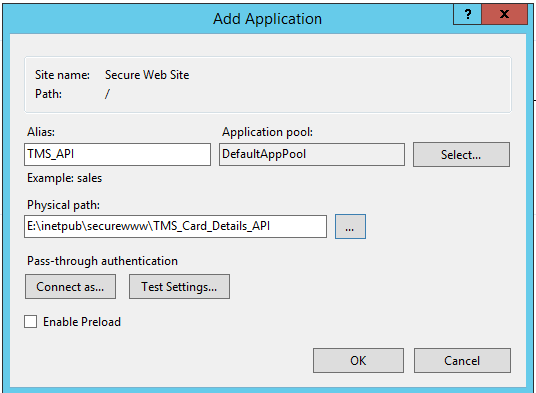 Add Application
?
x
Site name: Secure Web Site
Path: /
Alias: Application pool:
TMS_API DefaultAppPool Select...
Example: sales
Physical path:
E:\inetpub\securewww\TMS_Card_Details_API ...
Pass-through authentication
Connect as... Test Settings...
Enable Preload
OK Cancel